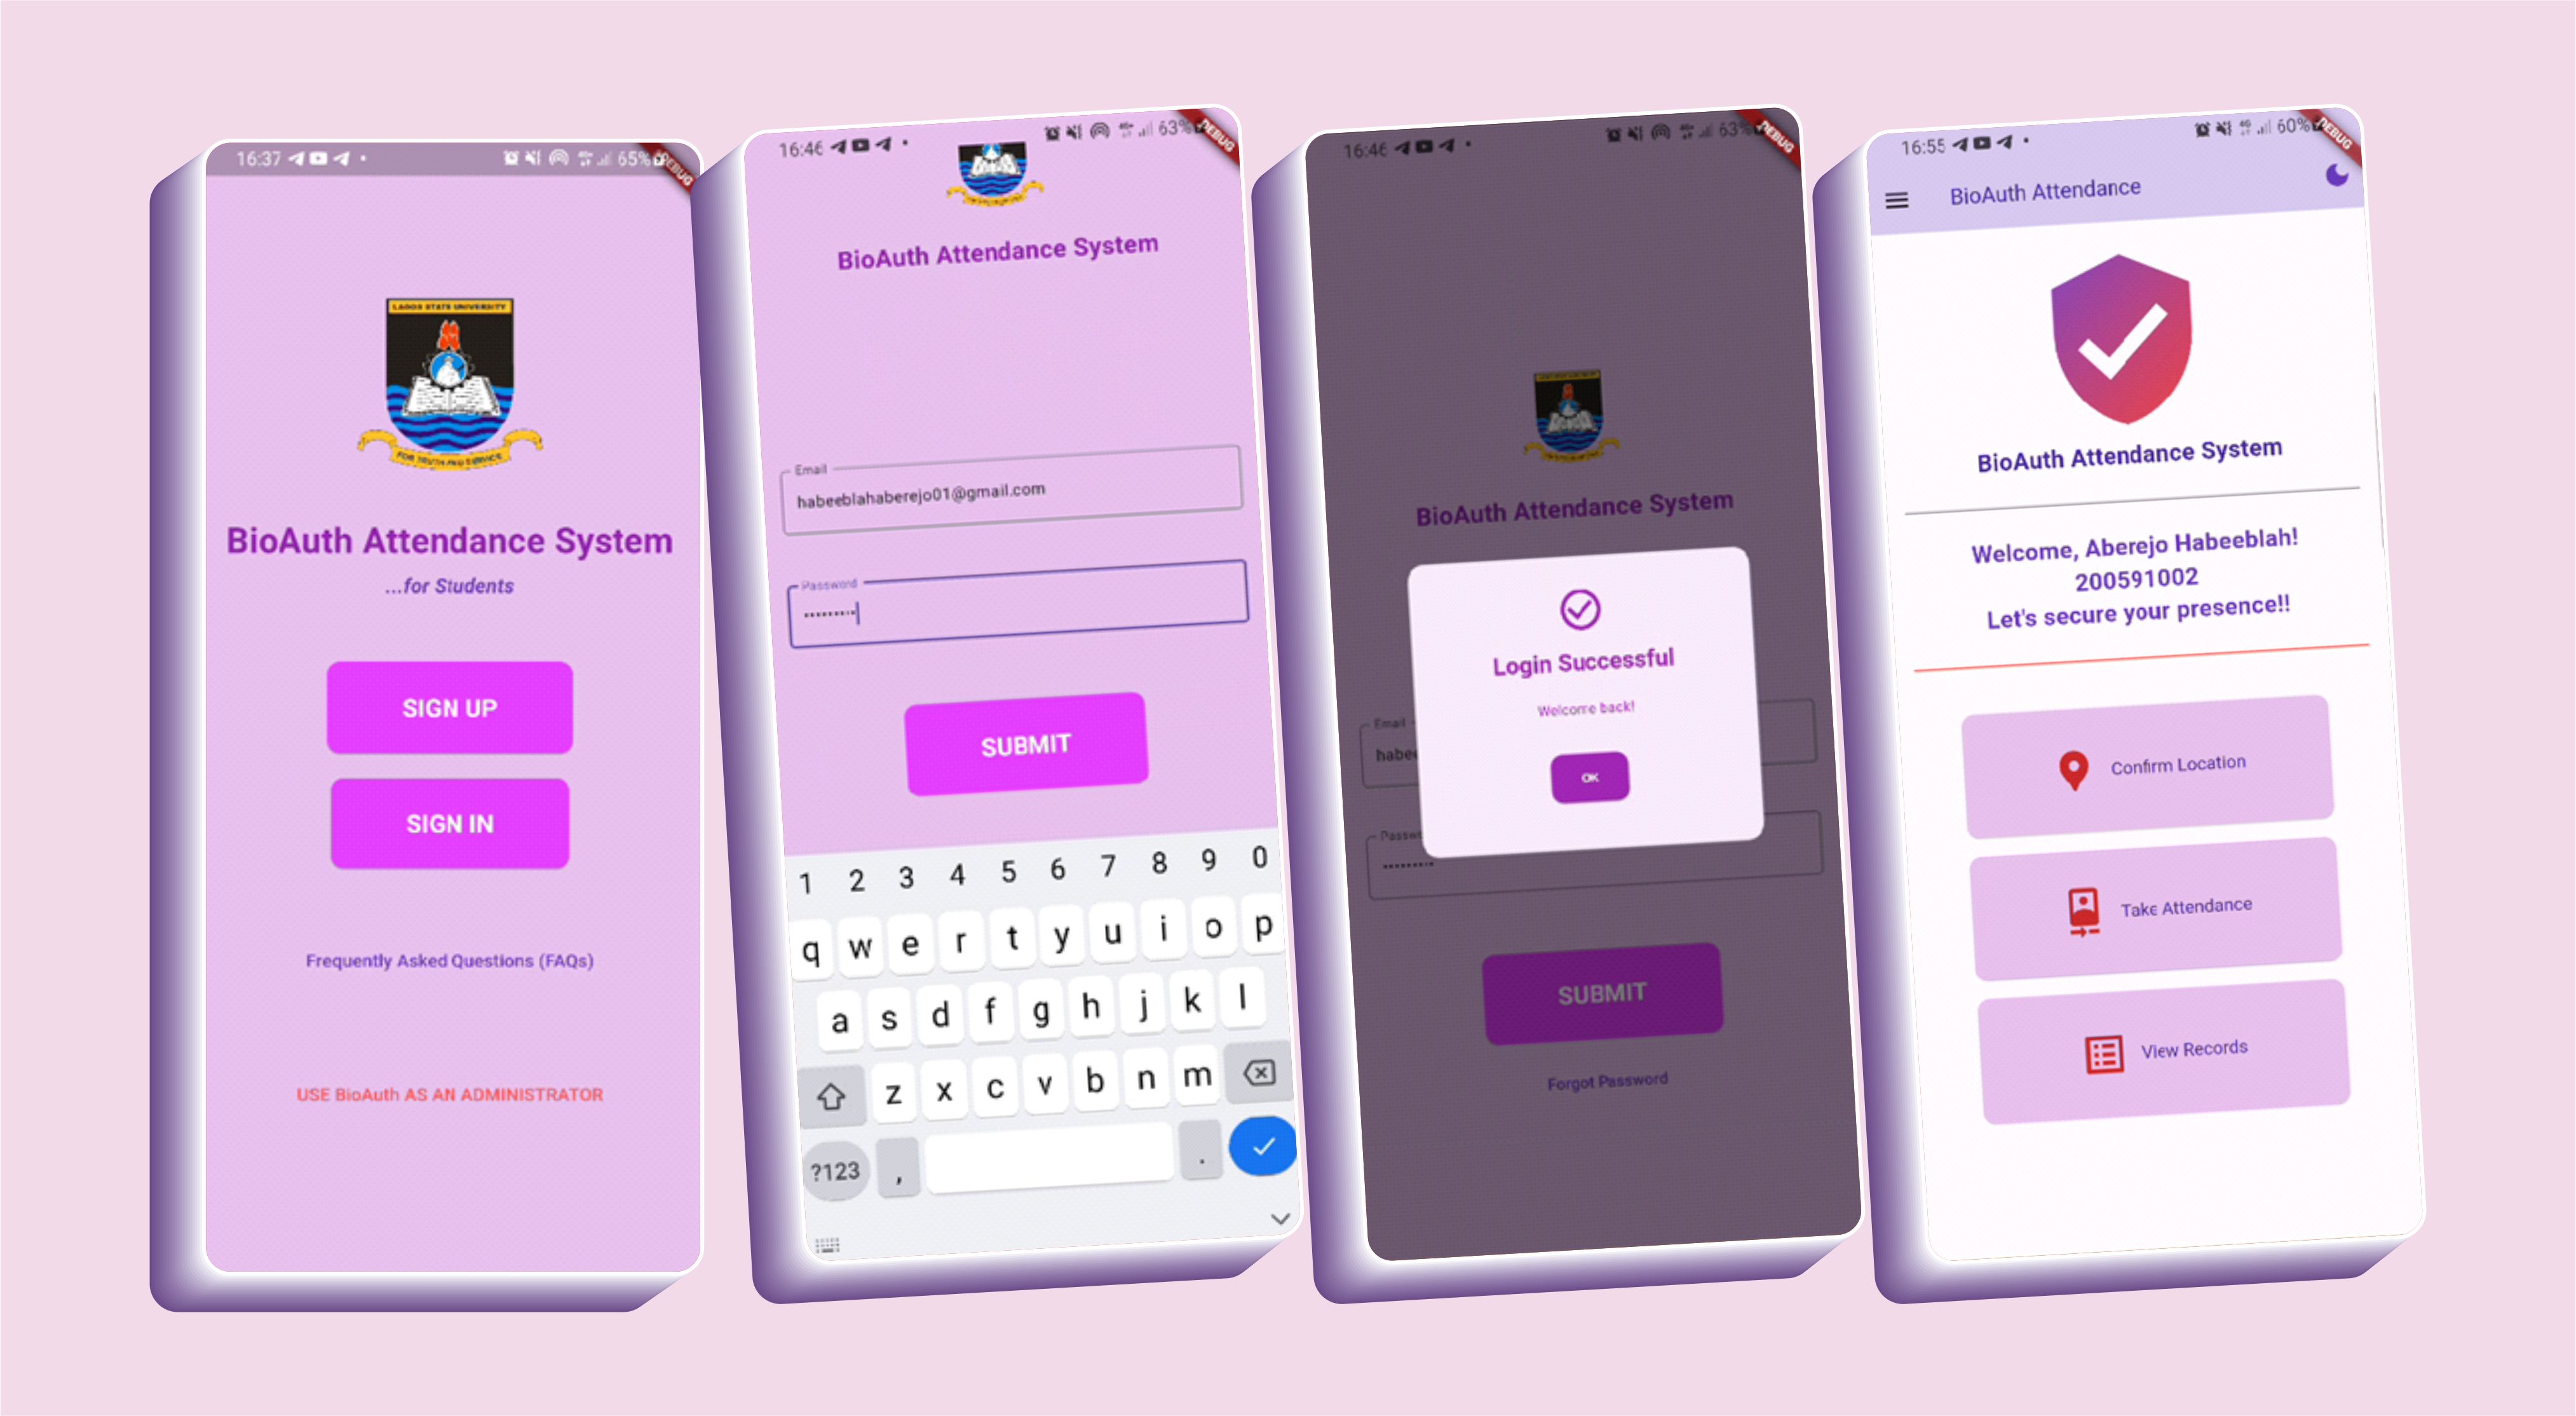 16:37
65%
DEBUG
LAGOS STATE UNIVERSITY
FOR TRUTH AND SERVICE
BioAuth Attendance System
...for Students
SIGN UP
SIGN IN
Frequently Asked Questions (FAQs)
USE BioAuth AS AN ADMINISTRATOR
16:46
63%
DEBUG
BioAuth Attendance System
Email
habeeblahaberejo01@gmail.com
Password
SUBMIT
1 2 3 4 5 6 7 8 9 0
q w e r t y u i o p
a s d f g h j k l
z x c v b n m
?123 , .
16:46
63%
DEBUG
BioAuth Attendance System
Login Successful
Welcome back!
OK
Email
habee
Passwo
SUBMIT
Forgot Password
16:55
4G
60%
DEBUG
BioAuth Attendance
BioAuth Attendance System
Welcome, Aberejo Habeeblah!
200591002
Let's secure your presence!!
Confirm Location
Take Attendance
View Records